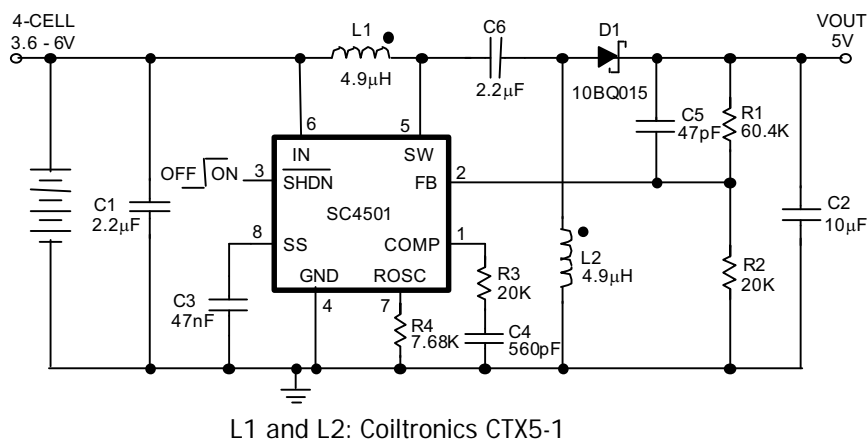 4-CELL
3.6 - 6V
L1
4.9μH
C6
2.2μF
D1
10BQ015
VOUT
5V
C5
47pF
R1
60.4K
6
5
IN
SW
OFF ON
3
SHDN
FB
2
SC4501
C1
2.2μF
8
SS
COMP
1
C2
10μF
L2
4.9μH
GND
ROSC
R3
20K
R2
20K
C3
47nF
4
7
R4
7.68K
C4
560pF
L1 and L2: Coiltronics CTX5-1